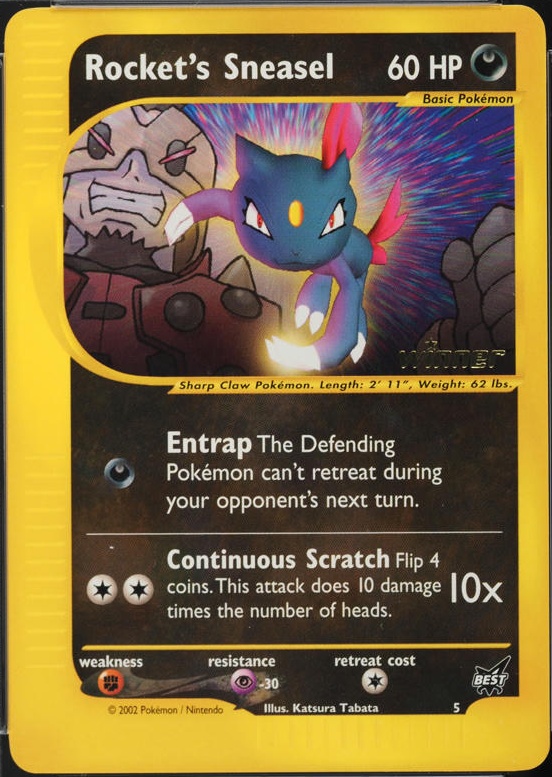 Rocket's Sneasel 60 HP
Basic Pokémon
Winner
Sharp Claw Pokémon. Length: 2' 11", Weight: 62 lbs.
Entrap The Defending
Pokémon can't retreat during
your opponent's next turn.
Continuous Scratch Flip 4
coins. This attack does 10 damage 10x
times the number of heads.
weakness resistance retreat cost
-30
BEST
© 2002 Pokémon / Nintendo Illus. Katsura Tabata 5